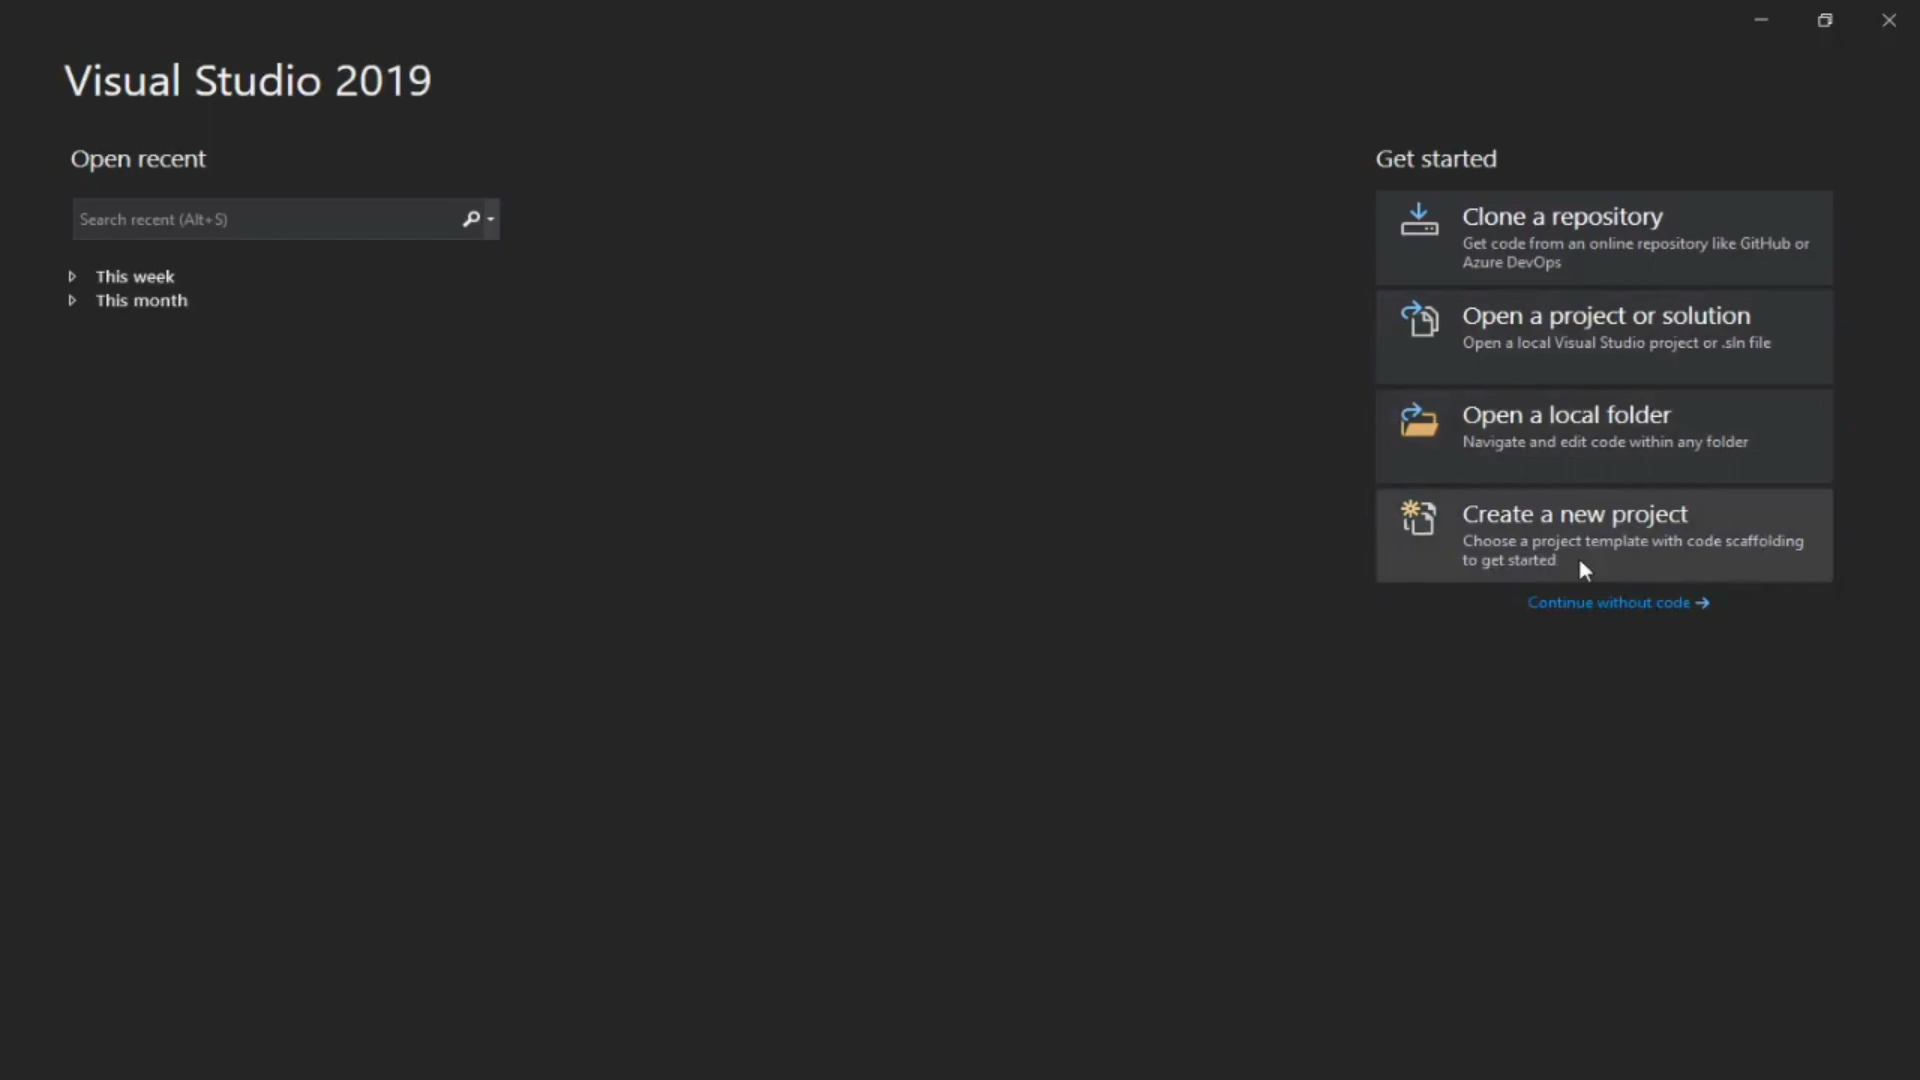 Visual Studio 2019
Open recent
Search recent (Alt+S)
This week
This month
Get started
Clone a repository
Get code from an online repository like GitHub or
Azure DevOps
Open a project or solution
Open a local Visual Studio project or .sln file
Open a local folder
Navigate and edit code within any folder
Create a new project
Choose a project template with code scaffolding
to get started
Continue without code →